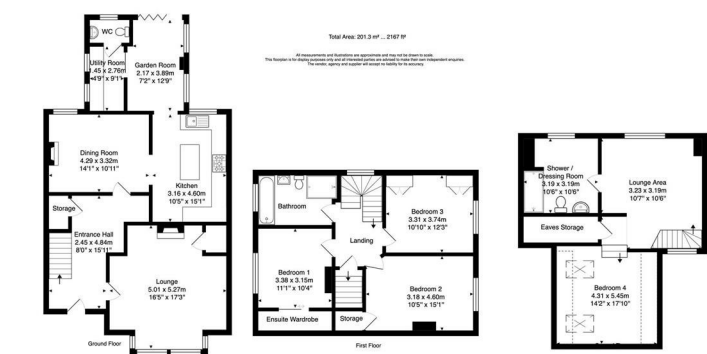 Total Area: 201.3 m² ... 2167 ft²
All measurements and illustrations are approximate and may not be drawn to scale.
This floorplan is for display purposes only and all interested parties are advised to make their own independent enquiries.
The vendor, agency and supplier will accept no liability for its accuracy.
WC
Utility Room
1.45 x 2.76m
4'9" x 9'1"
Garden Room
2.17 x 3.89m
7'2" x 12'9"
Dining Room
4.29 x 3.32m
14'1" x 10'11"
Kitchen
3.16 x 4.60m
10'5" x 15'1"
Storage
Entrance Hall
2.45 x 4.84m
8'0" x 15'11"
Lounge
5.01 x 5.27m
16'5" x 17'3"
Ground Floor
Bathroom
Bedroom 3
3.31 x 3.74m
10'10" x 12'3"
Landing
Bedroom 1
3.38 x 3.15m
11'1" x 10'4"
Bedroom 2
3.18 x 4.60m
10'5" x 15'1"
Ensuite Wardrobe
Storage
First Floor
Shower /
Dressing Room
3.19 x 3.19m
10'6" x 10'6"
Lounge Area
3.23 x 3.19m
10'7" x 10'6"
Eaves Storage
Bedroom 4
4.31 x 5.45m
14'2" x 17'10"